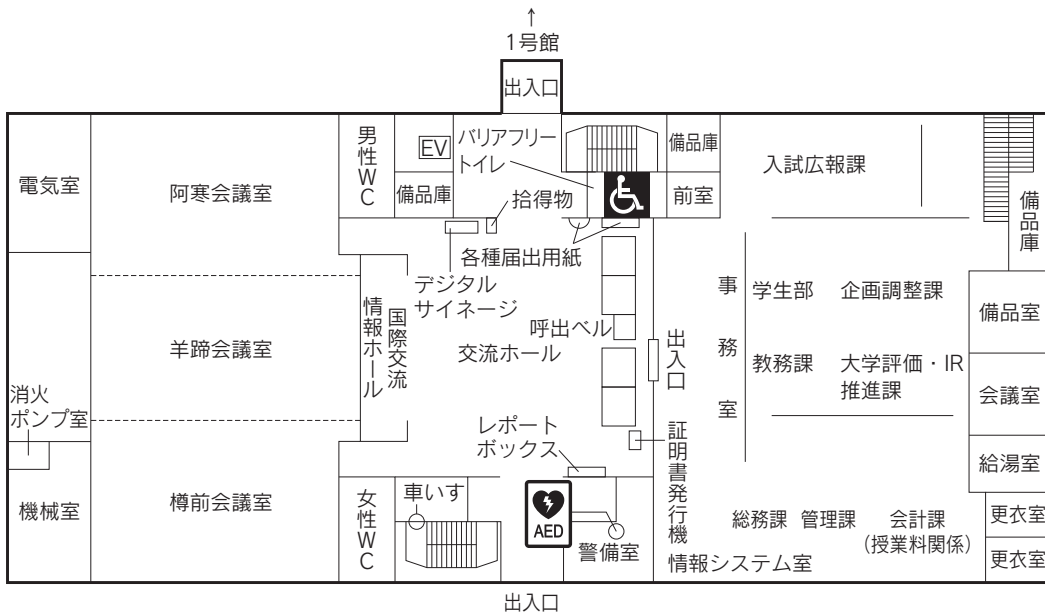 ↑
1号館
出入口
電気室
阿寒会議室
男性WC
EV
備品庫
バリアフリー
トイレ
拾得物
備品庫
前室
入試広報課
備品庫
各種届出用紙
デジタル
サイネージ
国際交流
情報ホール
羊蹄会議室
呼出ベル
交流ホール
出入口
事務室
学生部
企画調整課
教務課
大学評価・IR
推進課
備品室
会議室
給湯室
更衣室
更衣室
消火
ポンプ室
機械室
樽前会議室
女性WC
車いす
レポート
ボックス
AED
警備室
証明書発行機
総務課
管理課
会計課
(授業料関係)
情報システム室
出入口